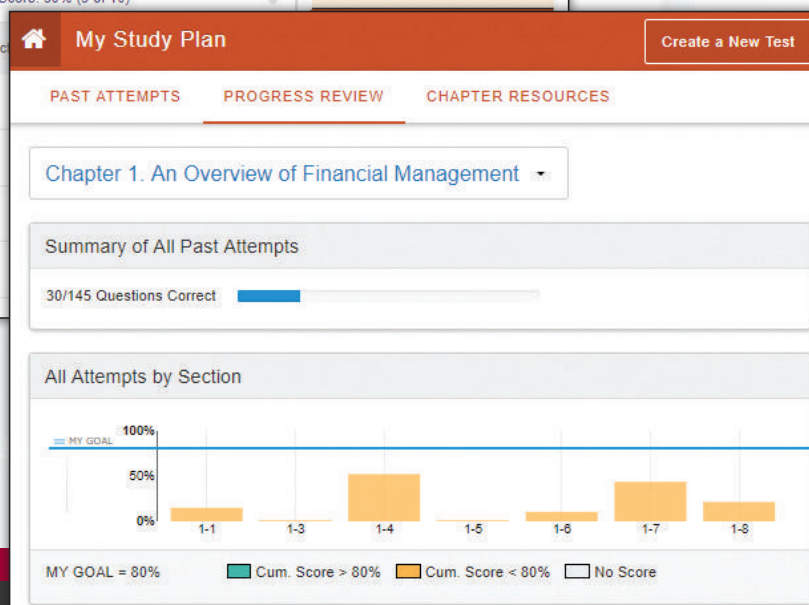 My Study Plan
Create a New Test
PAST ATTEMPTS PROGRESS REVIEW CHAPTER RESOURCES
Chapter 1. An Overview of Financial Management
Summary of All Past Attempts
30/145 Questions Correct
All Attempts by Section
100%
MY GOAL
50%
0%
1-1 1-3 1-4 1-5 1-6 1-7 1-8
MY GOAL = 80% Cum. Score > 80% Cum. Score < 80% No Score